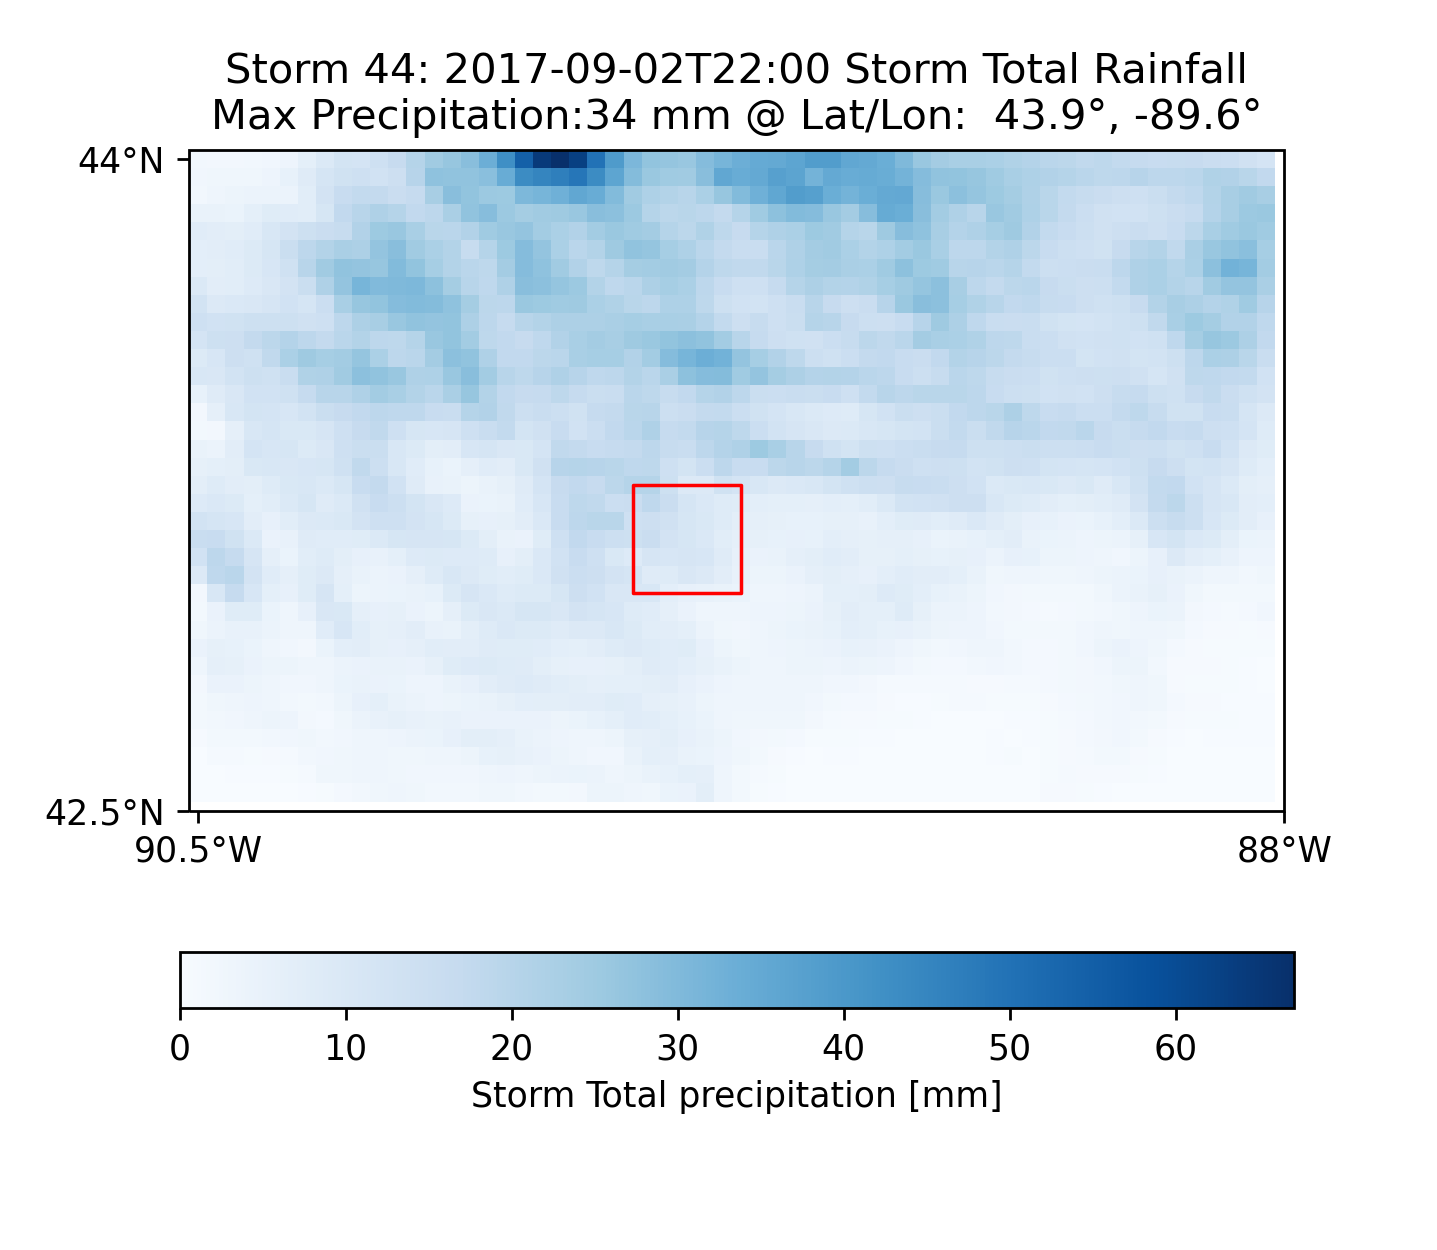 Storm 44: 2017-09-02T22:00 Storm Total Rainfall
Max Precipitation:34 mm @ Lat/Lon:  43.9°, -89.6°
44°N
42.5°N
90.5°W 88°W
0 10 20 30 40 50 60
Storm Total precipitation [mm]